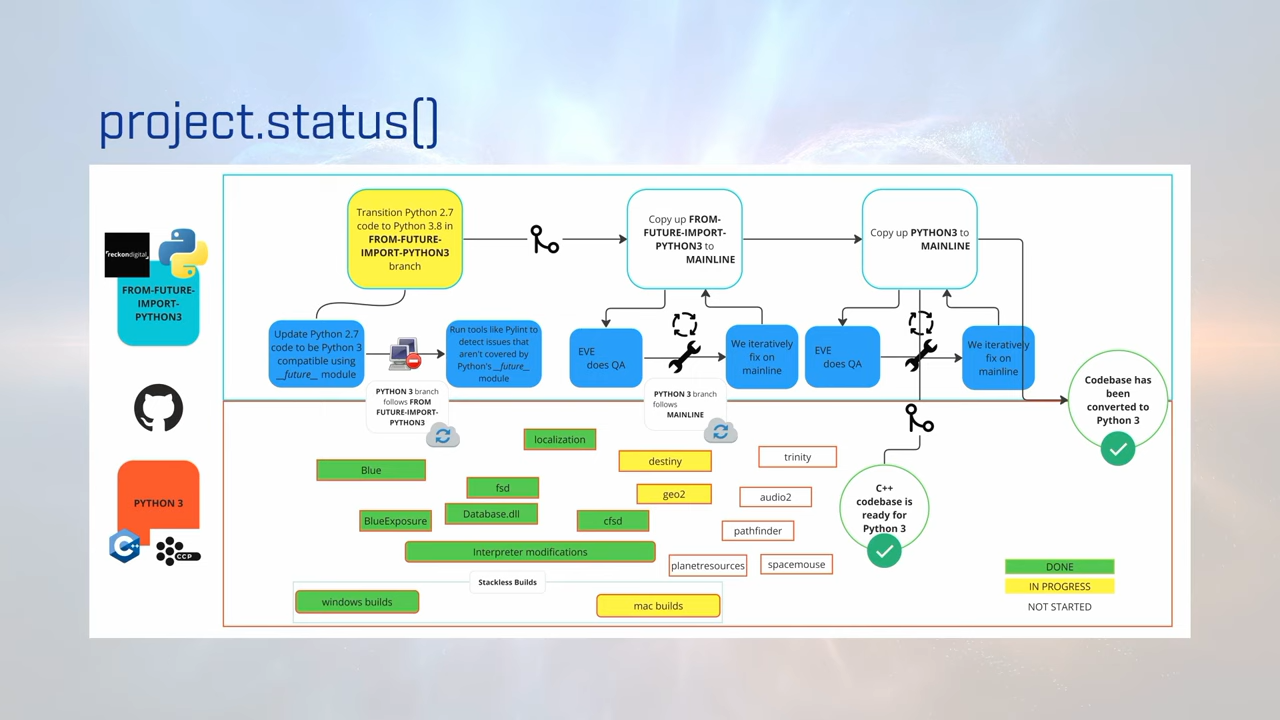 project.status()
reckondigital
FROM-FUTURE-
IMPORT-
PYTHON3
Transition Python 2.7
code to Python 3.8 in
FROM-FUTURE-
IMPORT-PYTHON3
branch
Copy up FROM-
FUTURE-IMPORT-
PYTHON3 to
MAINLINE
Copy up PYTHON3 to
MAINLINE
Update Python 2.7
code to be Python 3
compatible using
__future__ module
Run tools like Pylint to
detect issues that
aren't covered by
Python's __future__
module
EVE
does QA
We iteratively
fix on
mainline
EVE
does QA
We iteratively
fix on
mainline
Codebase has
been
converted to
Python 3
PYTHON 3 branch
follows FROM
FUTURE-IMPORT-
PYTHON3
PYTHON 3 branch
follows
MAINLINE
PYTHON 3
C++
CCP
localization
Blue
destiny
trinity
fsd
geo2
audio2
BlueExposure
Database.dll
cfsd
pathfinder
Interpreter modifications
planetresources
spacemouse
C++
codebase is
ready for
Python 3
Stackless Builds
windows builds
mac builds
DONE
IN PROGRESS
NOT STARTED